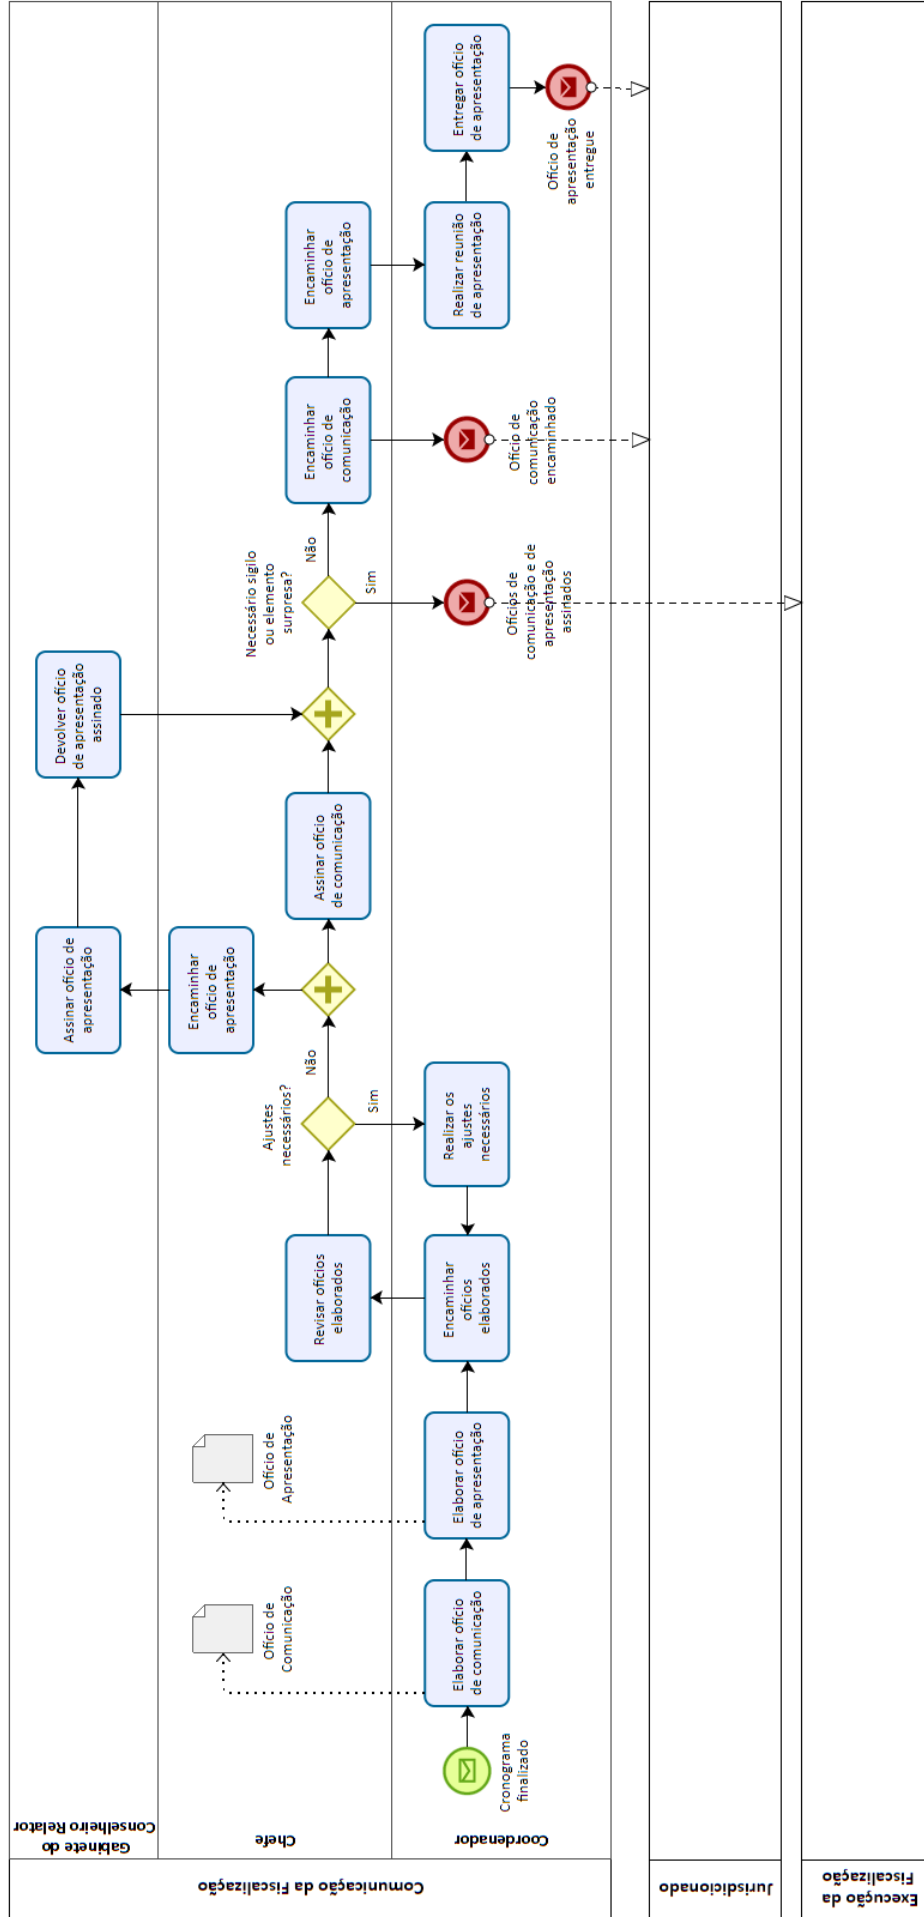 Comunicação da Fiscalização
Gabinete do
Conselheiro Relator
Chefe
Coordenador
Jurisdicionado
Execução da
Fiscalização
Cronograma
finalizado
Elaborar ofício
de comunicação
Ofício de
Comunicação
Elaborar ofício
de apresentação
Ofício de
Apresentação
Encaminhar
ofícios
elaborados
Revisar ofícios
elaborados
Ajustes
necessários?
Sim
Não
Realizar os
ajustes
necessários
Encaminhar
ofício de
apresentação
Assinar ofício de
apresentação
Devolver ofício
de apresentação
assinado
Assinar ofício
de comunicação
Necessário sigilo
ou elemento
surpresa?
Sim
Não
Ofícios de
comunicação e de
apresentação
assinados
Encaminhar
ofício de
comunicação
Ofício de
comunicação
encaminhado
Encaminhar
ofício de
apresentação
Realizar reunião
de apresentação
Entregar ofício
de apresentação
Ofício de
apresentação
entregue